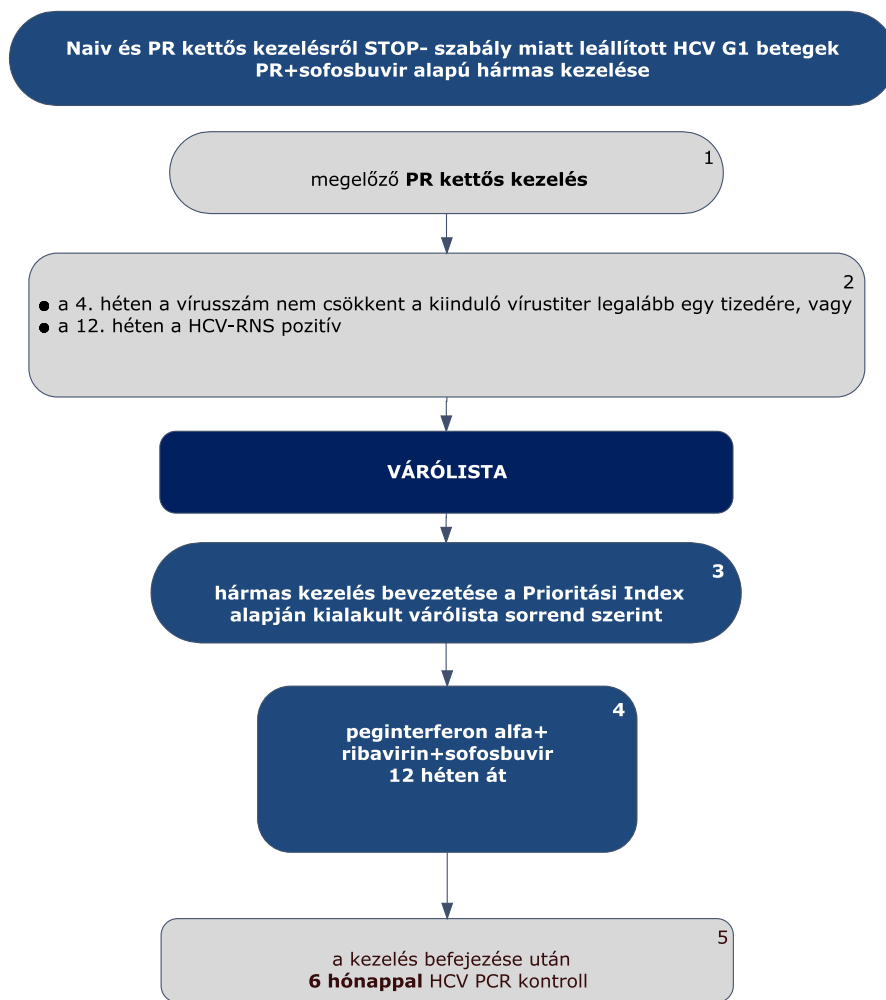 Naiv és PR kettős kezelésről STOP- szabály miatt leállított HCV G1 betegek
PR+sofosbuvir alapú hármas kezelése
1
megelőző PR kettős kezelés
2
● a 4. héten a vírusszám nem csökkent a kiinduló vírustiter legalább egy tizedére, vagy
● a 12. héten a HCV-RNS pozitív
VÁRÓLISTA
3
hármas kezelés bevezetése a Prioritási Index
alapján kialakult várólista sorrend szerint
4
peginterferon alfa+
ribavirin+sofosbuvir
12 héten át
5
a kezelés befejezése után
6 hónappal HCV PCR kontroll